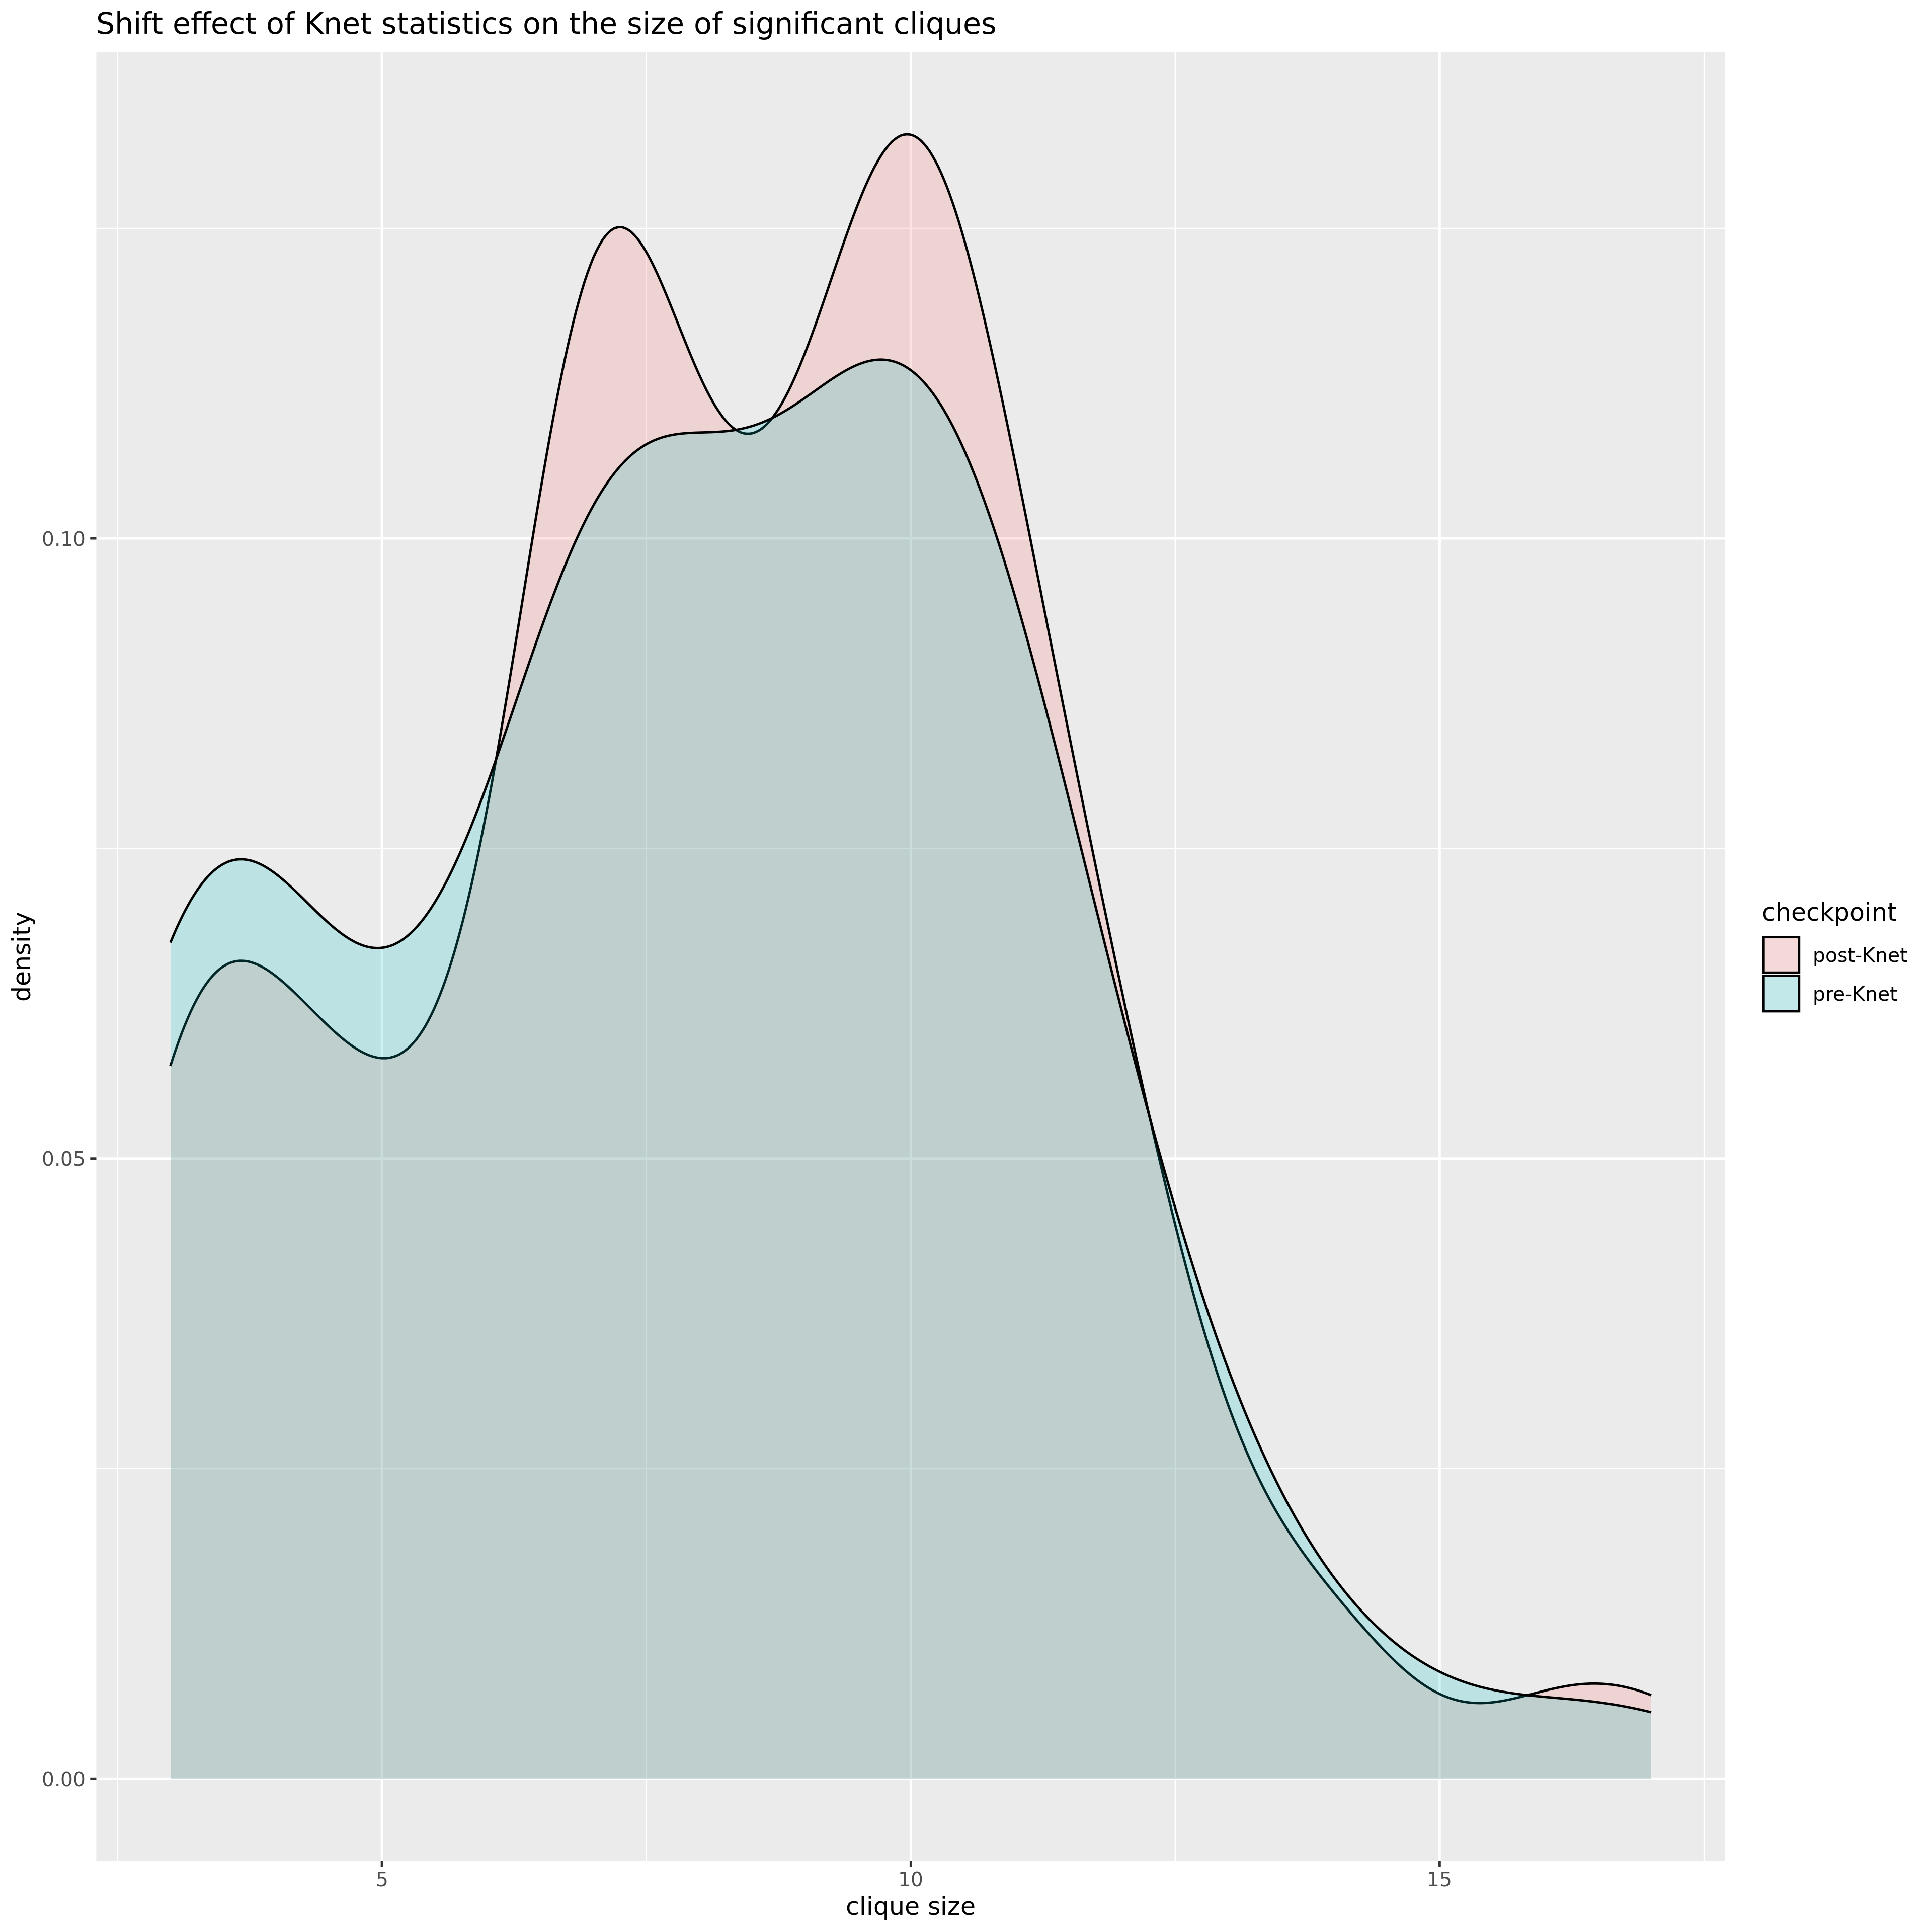 Shift effect of Knet statistics on the size of significant cliques
density
0.10
0.05
0.00
5
10
15
clique size
checkpoint
post-Knet
pre-Knet